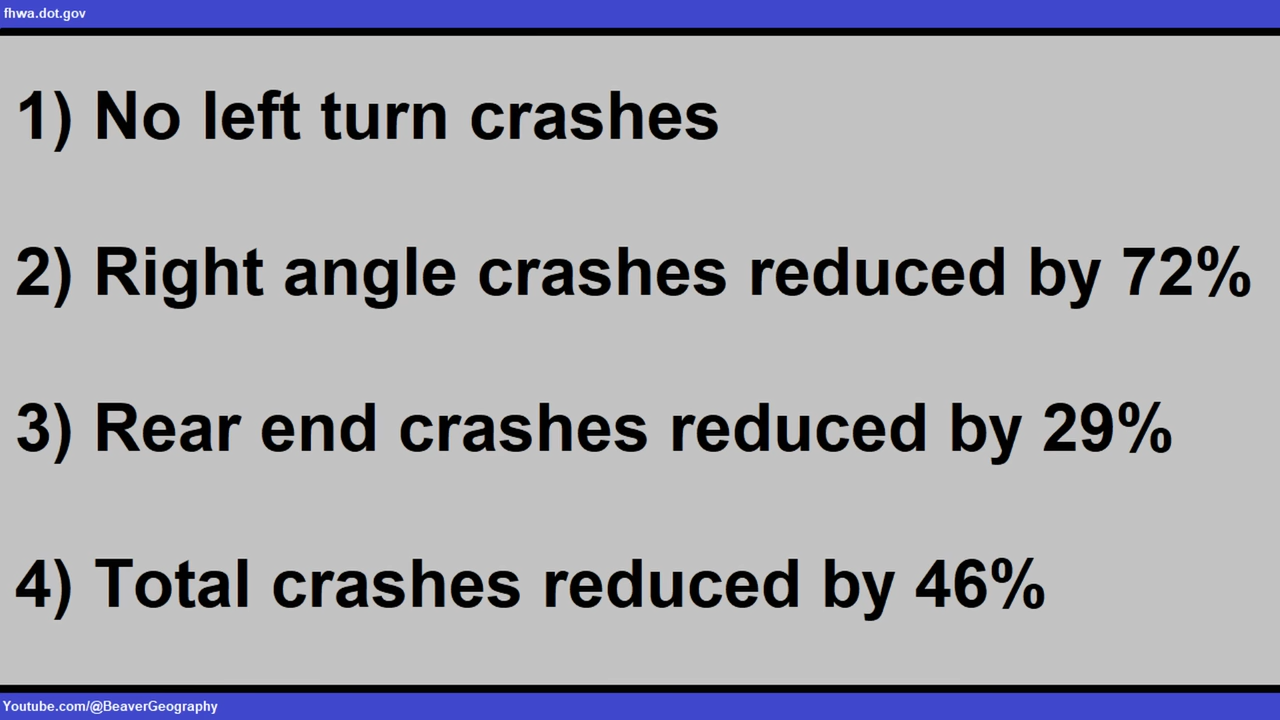 fhwa.dot.gov
1) No left turn crashes
2) Right angle crashes reduced by 72%
3) Rear end crashes reduced by 29%
4) Total crashes reduced by 46%
Youtube.com/@BeaverGeography